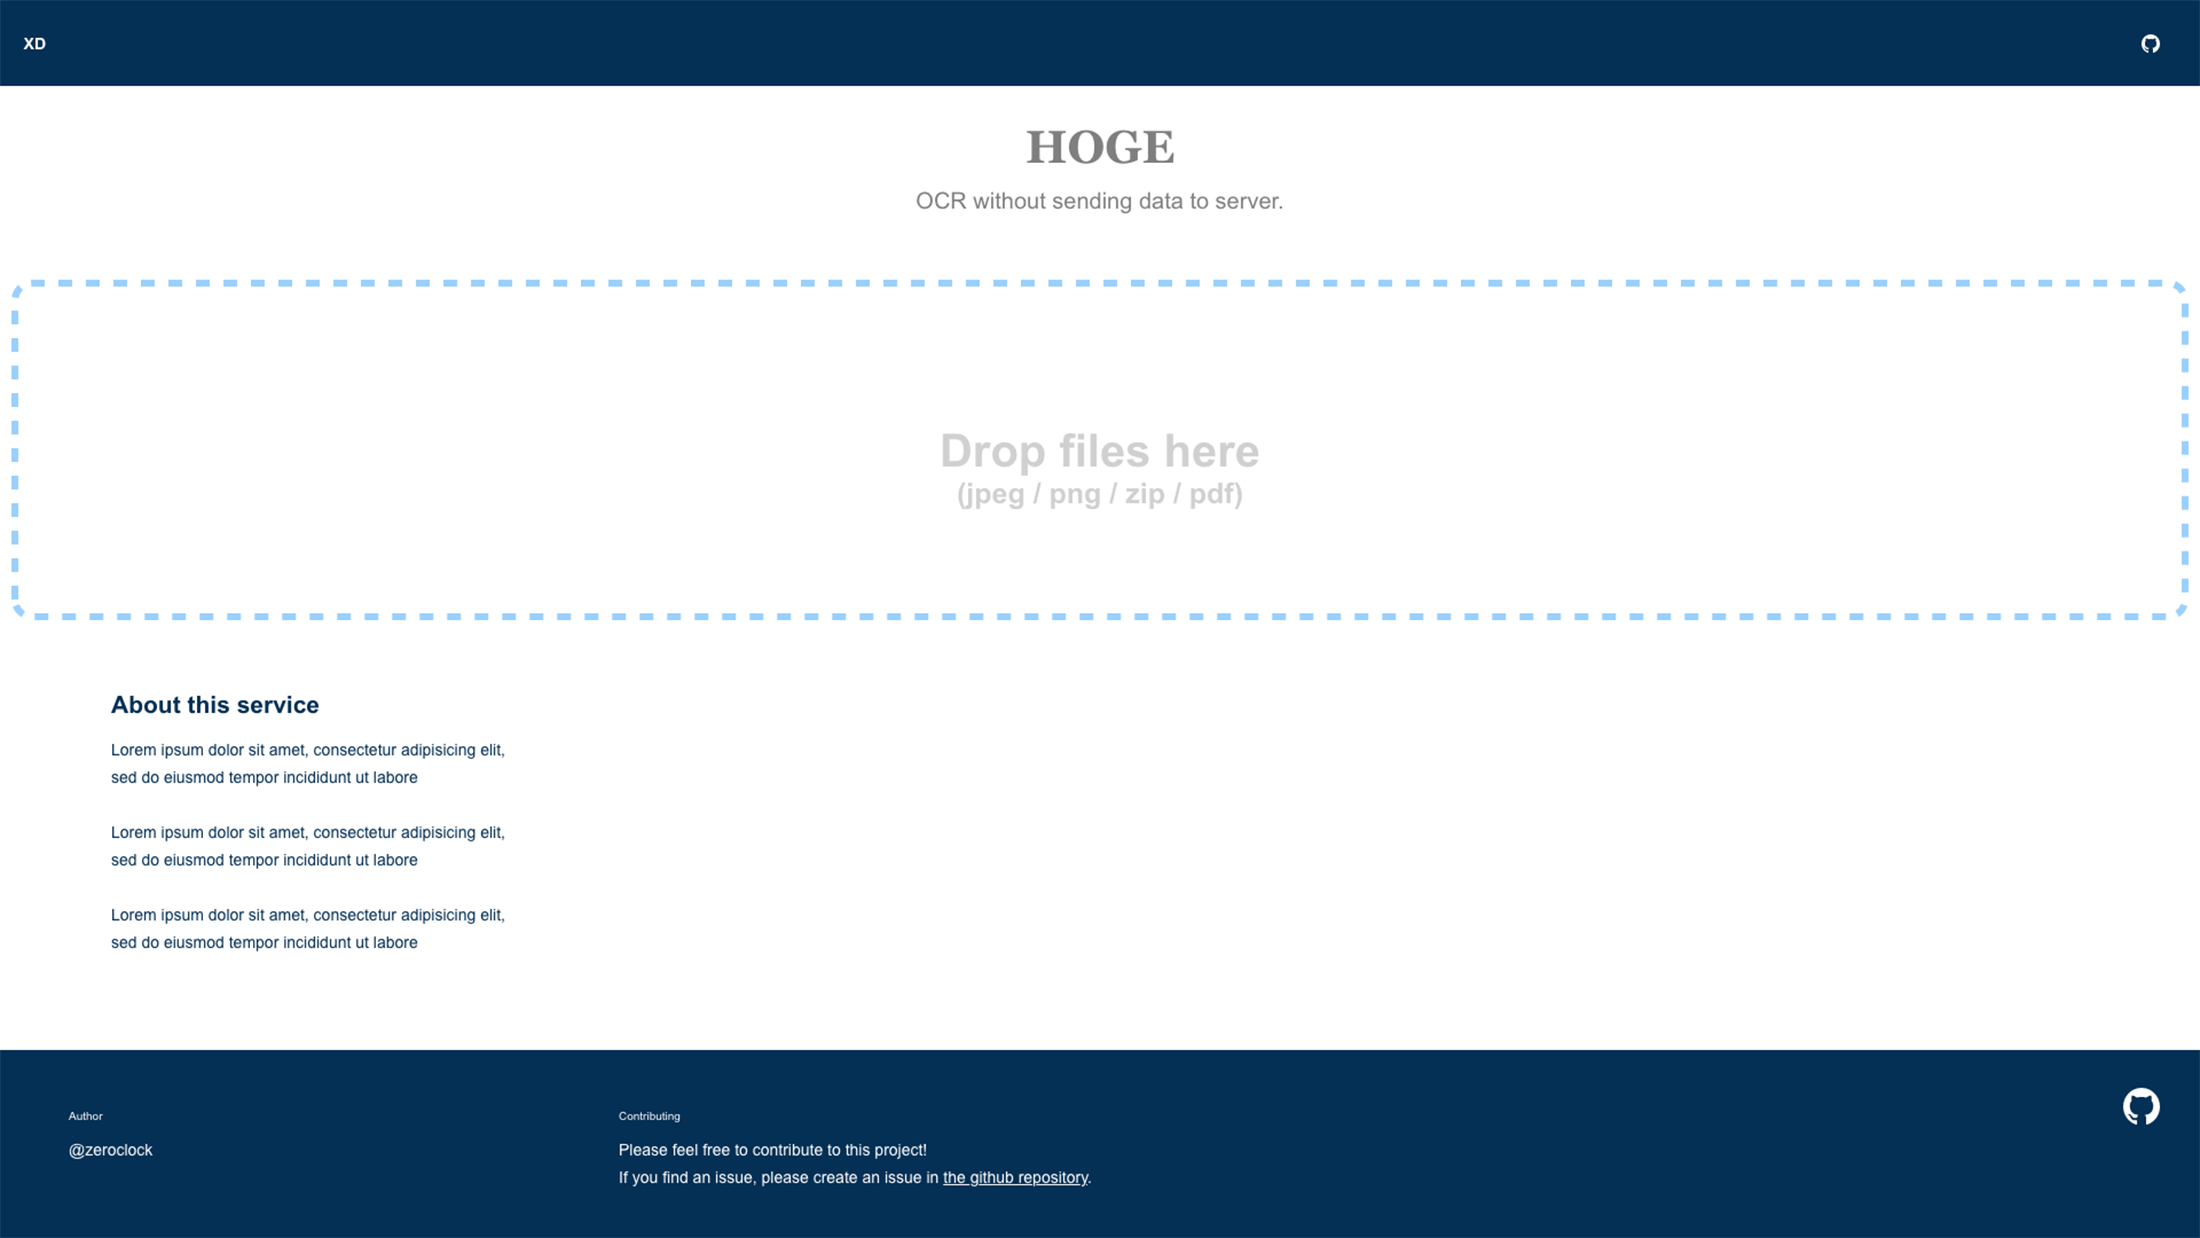 XD
HOGE
OCR without sending data to server.
Drop files here
(jpeg / png / zip / pdf)
About this service
Lorem ipsum dolor sit amet, consectetur adipisicing elit,
sed do eiusmod tempor incididunt ut labore
Lorem ipsum dolor sit amet, consectetur adipisicing elit,
sed do eiusmod tempor incididunt ut labore
Lorem ipsum dolor sit amet, consectetur adipisicing elit,
sed do eiusmod tempor incididunt ut labore
Author
@zeroclock
Contributing
Please feel free to contribute to this project!
If you find an issue, please create an issue in the github repository.